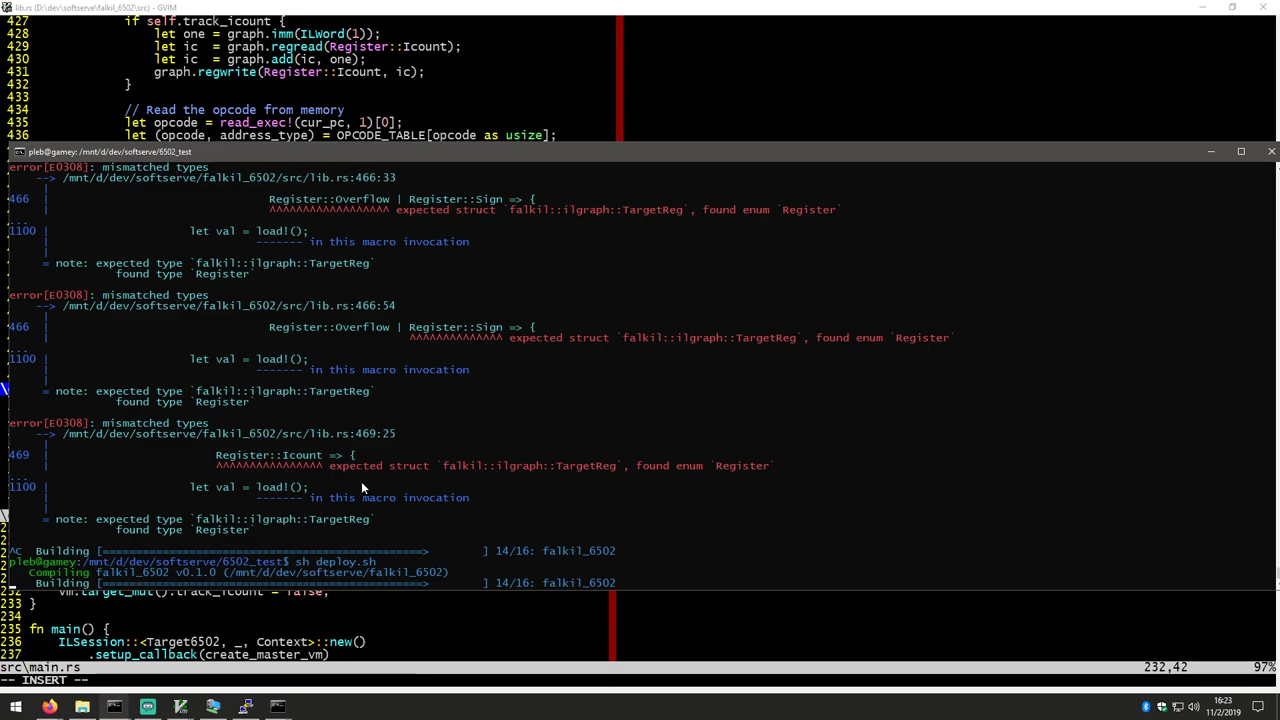 lib.rs (D:\dev\softserve\falkil_6502\src) - GVIM
427 if self.track_icount {
428 let one = graph.imm(ILWord(1));
429 let ic = graph.regread(Register::Icount);
430 let ic = graph.add(ic, one);
431 graph.regwrite(Register::Icount, ic);
432 }
433
434 // Read the opcode from memory
435 let opcode = read_exec!(cur_pc, 1)[0];
436 let (opcode, address_type) = OPCODE_TABLE[opcode as usize];
pleb@gamey: /mnt/d/dev/softserve/6502_test
error[E0308]: mismatched types
--> /mnt/d/dev/softserve/falkil_6502/src/lib.rs:466:33
|
466 | Register::Overflow | Register::Sign => {
| ^^^^^^^^^^^^^^^^^^ expected struct `falkil::ilgraph::TargetReg`, found enum `Register`
...
1100 | let val = load!();
| ------- in this macro invocation
|
= note: expected type `falkil::ilgraph::TargetReg`
found type `Register`
error[E0308]: mismatched types
--> /mnt/d/dev/softserve/falkil_6502/src/lib.rs:466:54
|
466 | Register::Overflow | Register::Sign => {
| ^^^^^^^^^^^^^^ expected struct `falkil::ilgraph::TargetReg`, found enum `Register`
...
1100 | let val = load!();
| ------- in this macro invocation
|
= note: expected type `falkil::ilgraph::TargetReg`
found type `Register`
error[E0308]: mismatched types
--> /mnt/d/dev/softserve/falkil_6502/src/lib.rs:469:25
|
469 | Register::Icount => {
| ^^^^^^^^^^^^^^^^ expected struct `falkil::ilgraph::TargetReg`, found enum `Register`
...
1100 | let val = load!();
| ------- in this macro invocation
|
= note: expected type `falkil::ilgraph::TargetReg`
found type `Register`
^C Building [================================================> ] 14/16: falkil_6502
pleb@gamey:/mnt/d/dev/softserve/6502_test$ sh deploy.sh
Compiling falkil_6502 v0.1.0 (/mnt/d/dev/softserve/falkil_6502)
Building [================================================> ] 14/16: falkil_6502
232 vm.target_mut().track_icount = false;
233 }
234
235 fn main() {
236 ILSession::<Target6502, _, Context>::new()
237 .setup_callback(create_master_vm)
src\main.rs 232,42 97%
-- INSERT --
16:23
11/2/2019